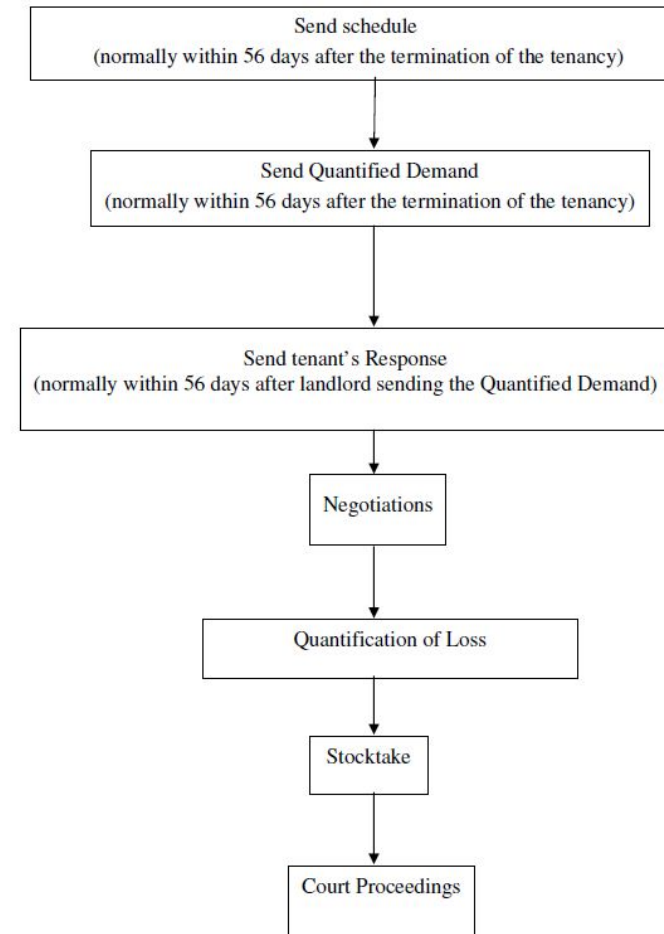 Send schedule
(normally within 56 days after the termination of the tenancy)
Send Quantified Demand
(normally within 56 days after the termination of the tenancy)
Send tenant’s Response
(normally within 56 days after landlord sending the Quantified Demand)
Negotiations
Quantification of Loss
Stocktake
Court Proceedings